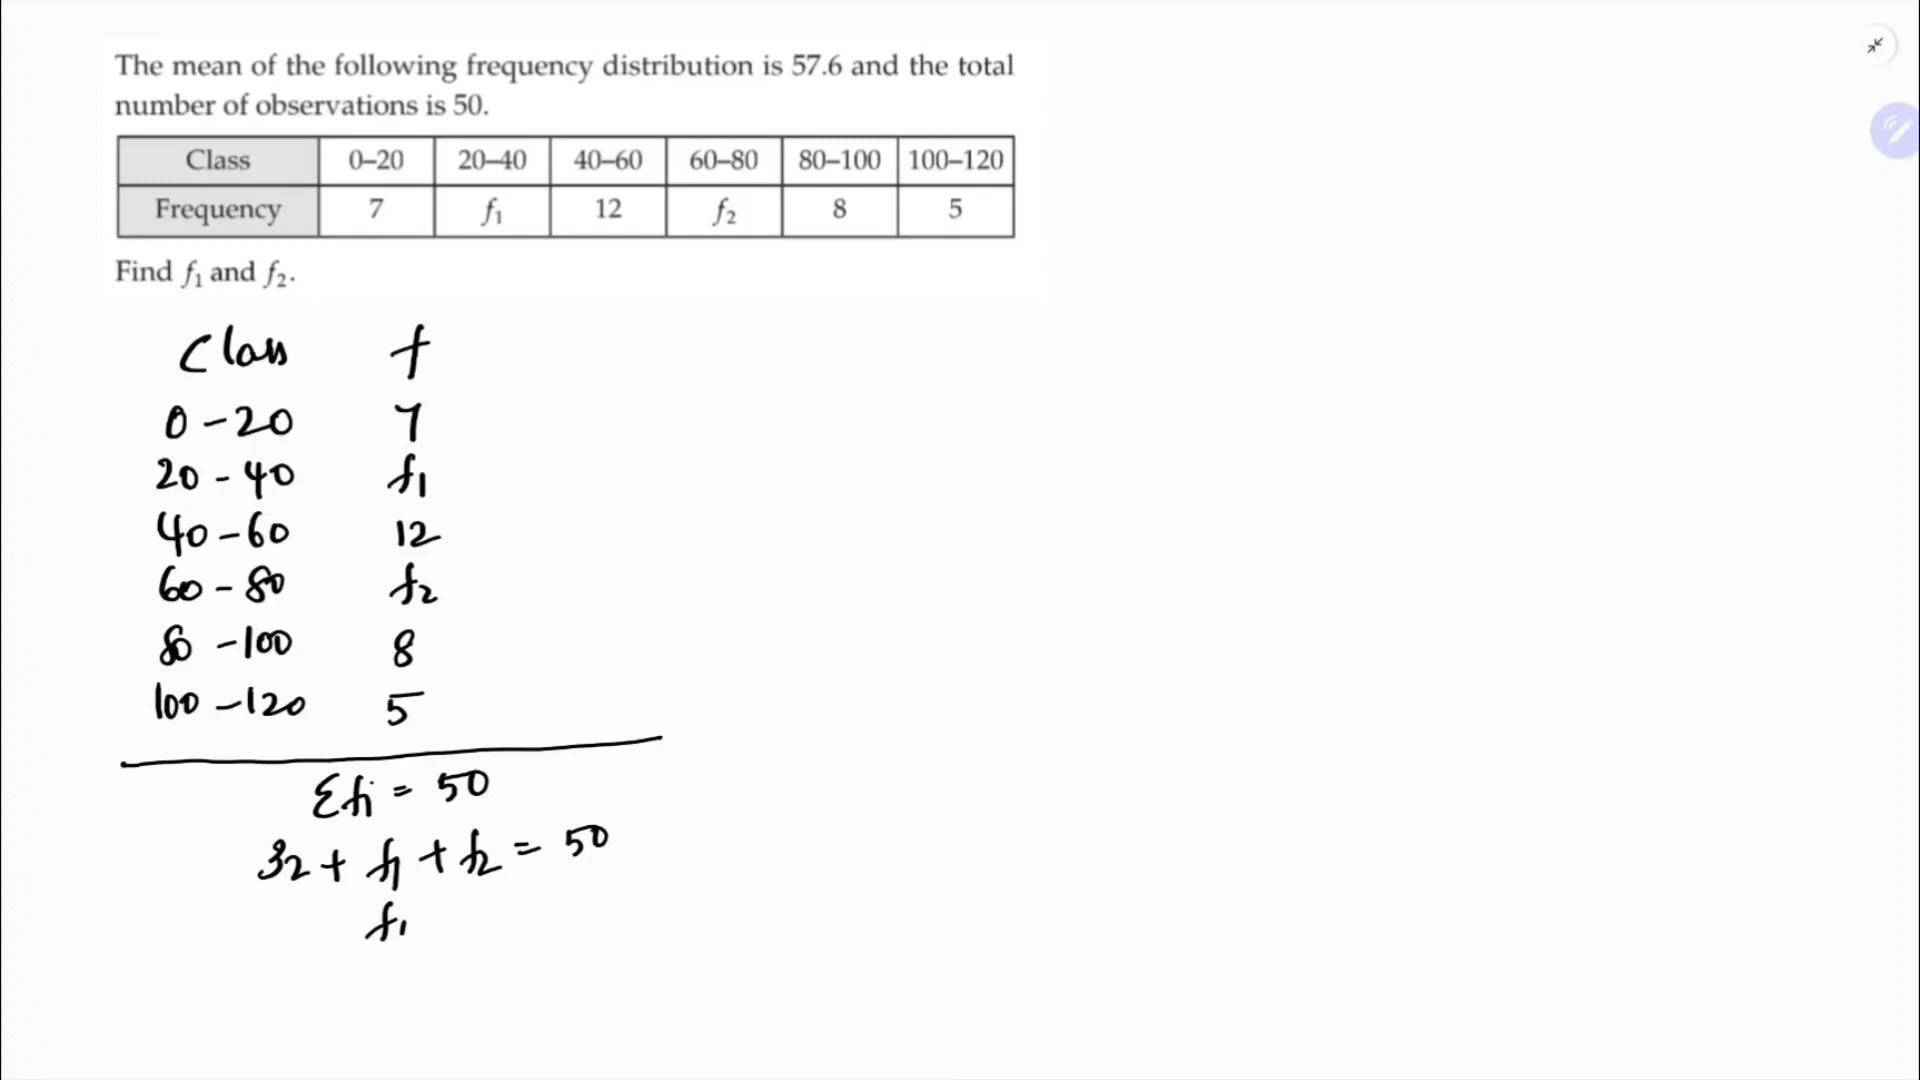 The mean of the following frequency distribution is 57.6 and the total
number of observations is 50.
Class 0–20 20–40 40–60 60–80 80–100 100–120
Frequency 7 f₁ 12 f₂ 8 5
Find f₁ and f₂.
Class f
0 - 20 7
20 - 40 f₁
40 - 60 12
60 - 80 f₂
80 - 100 8
100 - 120 5
Σfi = 50
32 + f₁ + f₂ = 50
f₁